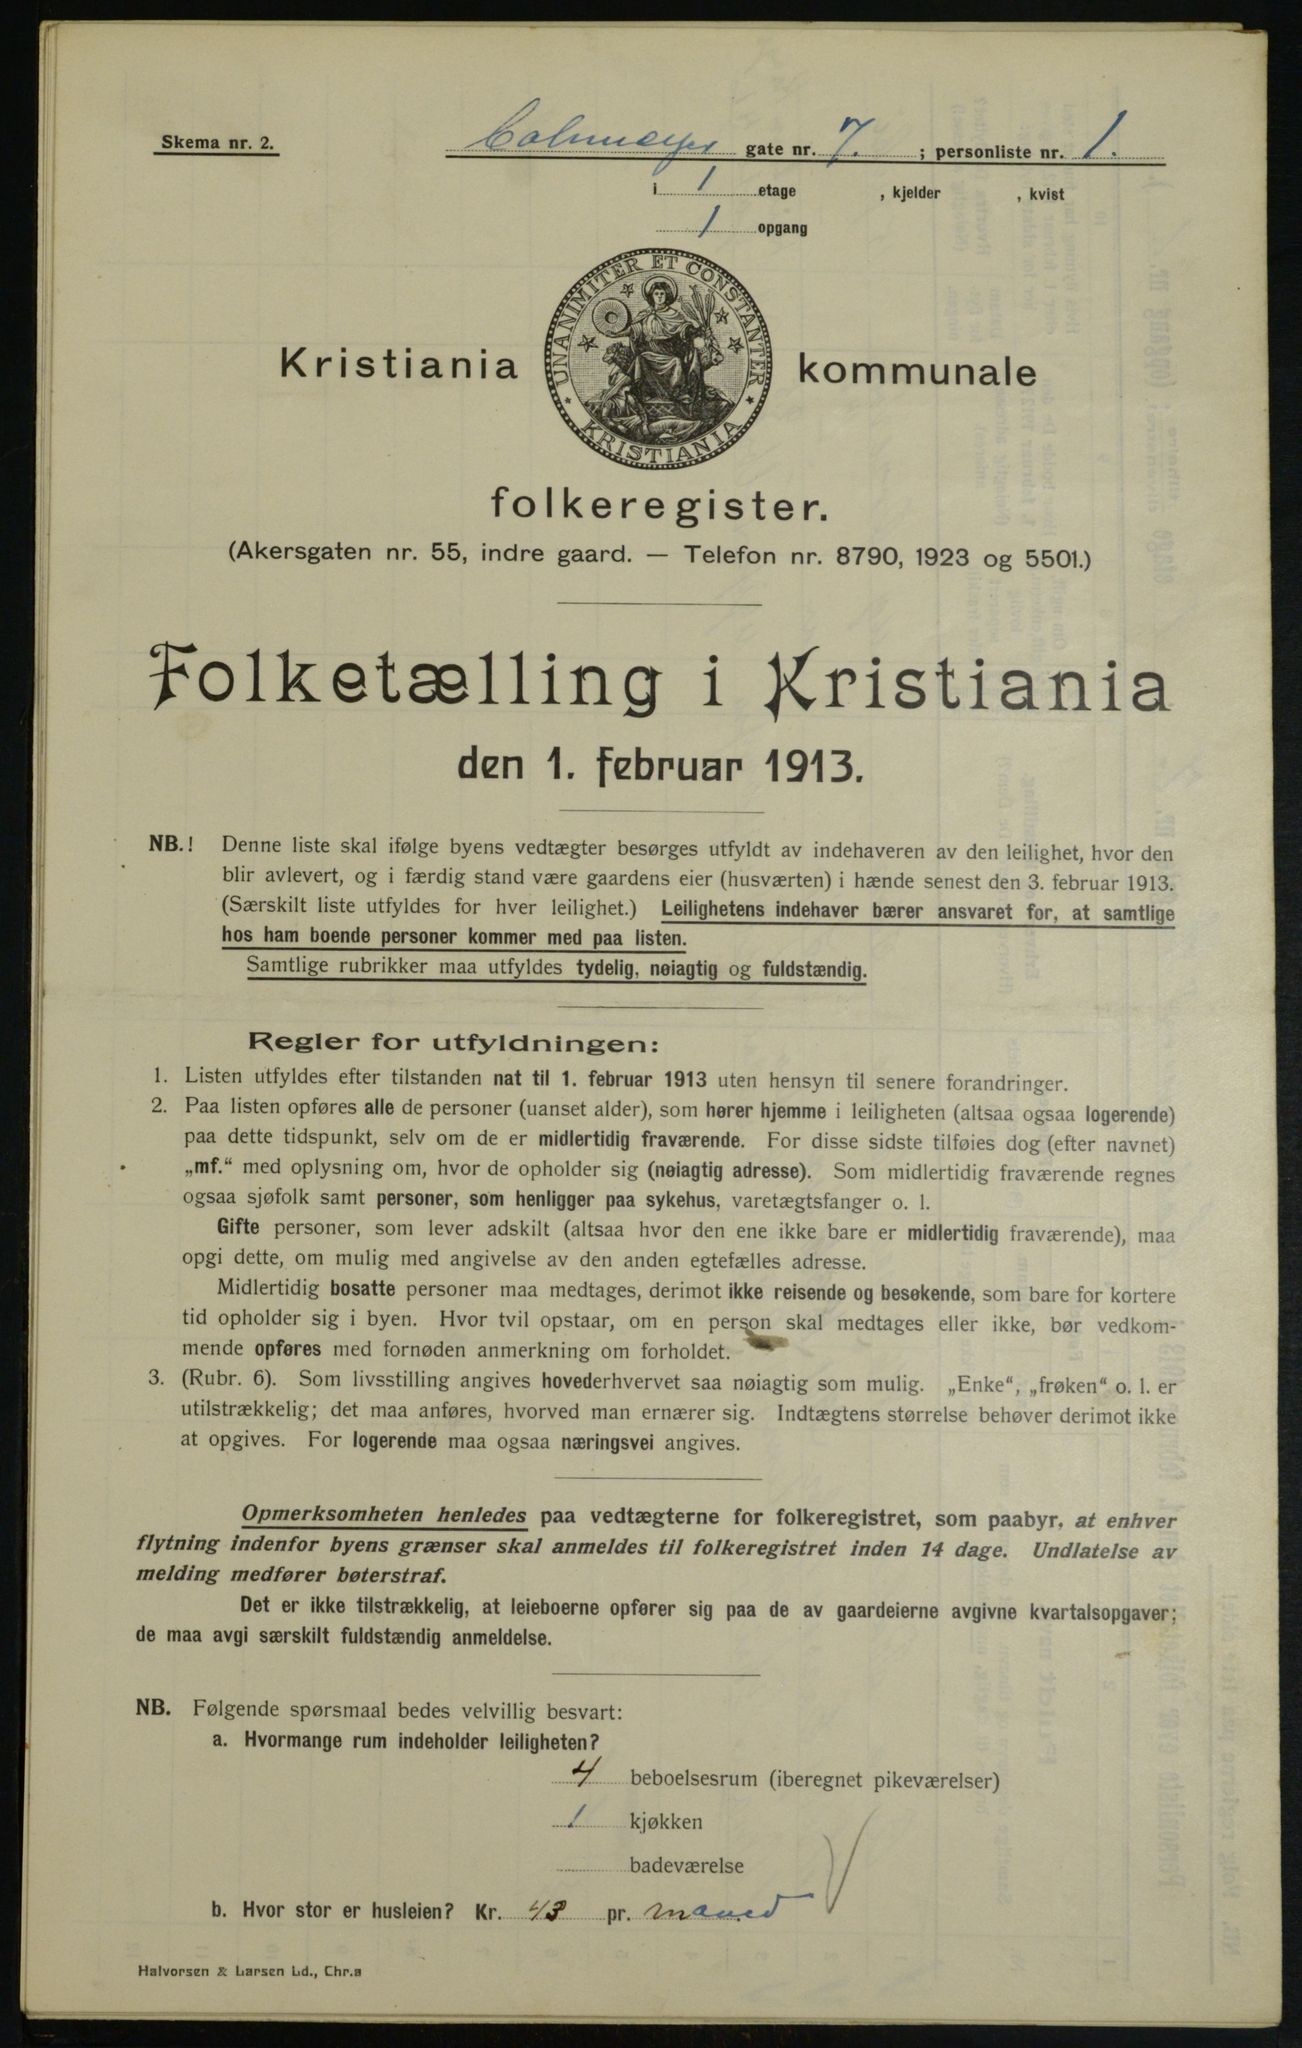 Skema nr. 2.
Calmeyer gate nr. 7. ; personliste nr. 1.
i 1 etage , kjelder , kvist
1 opgang
UNANIMITER ET CONSTANTER
KRISTIANIA
Kristiania kommunale
folkeregister.
(Akersgaten nr. 55, indre gaard. — Telefon nr. 8790, 1923 og 5501.)
Folketælling i Kristiania
den 1. februar 1913.
NB.! Denne liste skal ifølge byens vedtægter besørges utfyldt av indehaveren av den leilighet, hvor den
blir avlevert, og i færdig stand være gaardens eier (husværten) i hænde senest den 3. februar 1913.
(Særskilt liste utfyldes for hver leilighet.) Leilighetens indehaver bærer ansvaret for, at samtlige
hos ham boende personer kommer med paa listen.
Samtlige rubrikker maa utfyldes tydelig, nøiagtig og fuldstændig.
Regler for utfyldningen:
1. Listen utfyldes efter tilstanden nat til 1. februar 1913 uten hensyn til senere forandringer.
2. Paa listen opføres alle de personer (uanset alder), som hører hjemme i leiligheten (altsaa ogsaa logerende)
paa dette tidspunkt, selv om de er midlertidig fraværende. For disse sidste tilføies dog (efter navnet)
„mf.“ med oplysning om, hvor de opholder sig (nøiagtig adresse). Som midlertidig fraværende regnes
ogsaa sjøfolk samt personer, som henligger paa sykehus, varetægtsfanger o. l.
Gifte personer, som lever adskilt (altsaa hvor den ene ikke bare er midlertidig fraværende), maa
opgi dette, om mulig med angivelse av den anden egtefælles adresse.
Midlertidig bosatte personer maa medtages, derimot ikke reisende og besøkende, som bare for kortere
tid opholder sig i byen. Hvor tvil opstaar, om en person skal medtages eller ikke, bør vedkom-
mende opføres med fornøden anmerkning om forholdet.
3. (Rubr. 6). Som livsstilling angives hovederhvervet saa nøiagtig som mulig. „Enke“, „frøken“ o. l. er
utilstrækkelig; det maa anføres, hvorved man ernærer sig. Indtægtens størrelse behøver derimot ikke
at opgives. For logerende maa ogsaa næringsvei angives.
Opmerksomheten henledes paa vedtægterne for folkeregistret, som paabyr, at enhver
flytning indenfor byens grænser skal anmeldes til folkeregistret inden 14 dage. Undlatelse av
melding medfører bøterstraf.
Det er ikke tilstrækkelig, at leieboerne opfører sig paa de av gaardeierne avgivne kvartalsopgaver;
de maa avgi særskilt fuldstændig anmeldelse.
NB. Følgende spørsmaal bedes velvillig besvart:
a. Hvormange rum indeholder leiligheten?
4 beboelsesrum (iberegnet pikeværelser)
1 kjøkken
badeværelse
b. Hvor stor er husleien? Kr. 43 pr. maaned
Halvorsen & Larsen Ld., Chr.a